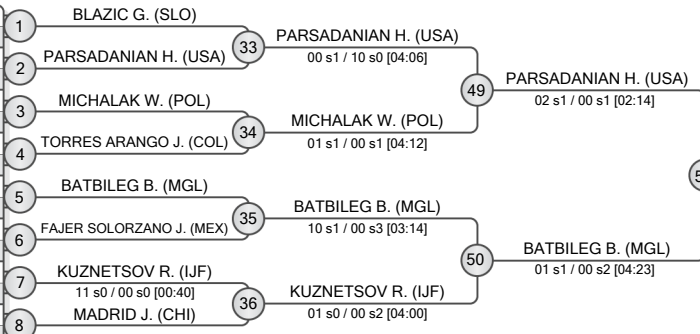 1
BLAZIC G. (SLO)
2
PARSADANIAN H. (USA)
33
PARSADANIAN H. (USA)
00 s1 / 10 s0 [04:06]
3
MICHALAK W. (POL)
4
TORRES ARANGO J. (COL)
34
MICHALAK W. (POL)
01 s1 / 00 s1 [04:12]
49
PARSADANIAN H. (USA)
02 s1 / 00 s1 [02:14]
5
BATBILEG B. (MGL)
6
FAJER SOLORZANO J. (MEX)
35
BATBILEG B. (MGL)
10 s1 / 00 s3 [03:14]
7
KUZNETSOV R. (IJF)
11 s0 / 00 s0 [00:40]
8
MADRID J. (CHI)
36
KUZNETSOV R. (IJF)
01 s0 / 00 s2 [04:00]
50
BATBILEG B. (MGL)
01 s1 / 00 s2 [04:23]